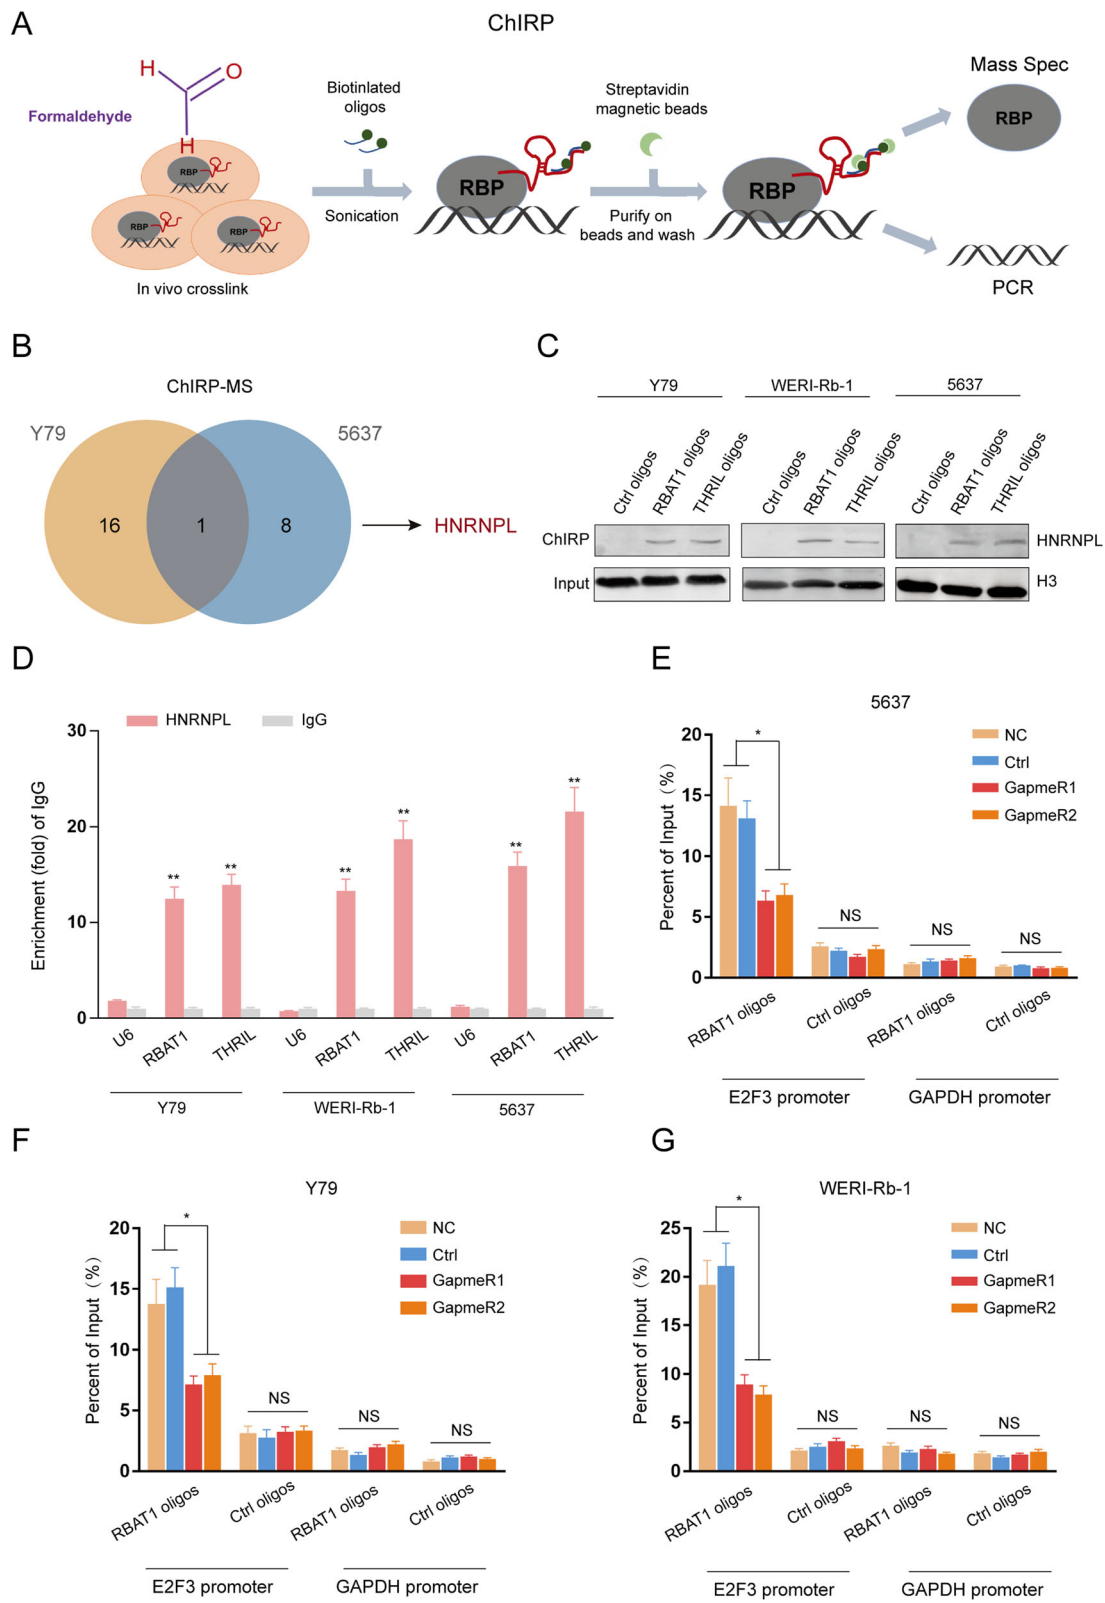 A
ChIRP
H
O
Formaldehyde
H
RBP
RBP
RBP
In vivo crosslink
Biotinlated
oligos
Sonication
RBP
Streptavidin
magnetic beads
Purify on
beads and wash
RBP
Mass Spec
RBP
PCR
B
ChIRP-MS
Y79
5637
16
1
8
HNRNPL
C
Y79
WERI-Rb-1
5637
Ctrl oligos
RBAT1 oligos
THRIL oligos
Ctrl oligos
RBAT1 oligos
THRIL oligos
Ctrl oligos
RBAT1 oligos
THRIL oligos
ChIRP
HNRNPL
Input
H3
D
HNRNPL
IgG
Enrichment (fold) of IgG
30
20
10
0
**
**
**
**
**
**
U6
RBAT1
THRIL
U6
RBAT1
THRIL
U6
RBAT1
THRIL
Y79
WERI-Rb-1
5637
E
5637
Percent of Input (%)
20
15
10
5
0
*
NS
NS
NS
NC
Ctrl
GapmeR1
GapmeR2
RBAT1 oligos
Ctrl oligos
RBAT1 oligos
Ctrl oligos
E2F3 promoter
GAPDH promoter
F
Y79
Percent of Input (%)
20
15
10
5
0
*
NS
NS
NS
NC
Ctrl
GapmeR1
GapmeR2
RBAT1 oligos
Ctrl oligos
RBAT1 oligos
Ctrl oligos
E2F3 promoter
GAPDH promoter
G
WERI-Rb-1
Percent of Input (%)
25
20
15
10
5
0
*
NS
NS
NS
NC
Ctrl
GapmeR1
GapmeR2
RBAT1 oligos
Ctrl oligos
RBAT1 oligos
Ctrl oligos
E2F3 promoter
GAPDH promoter